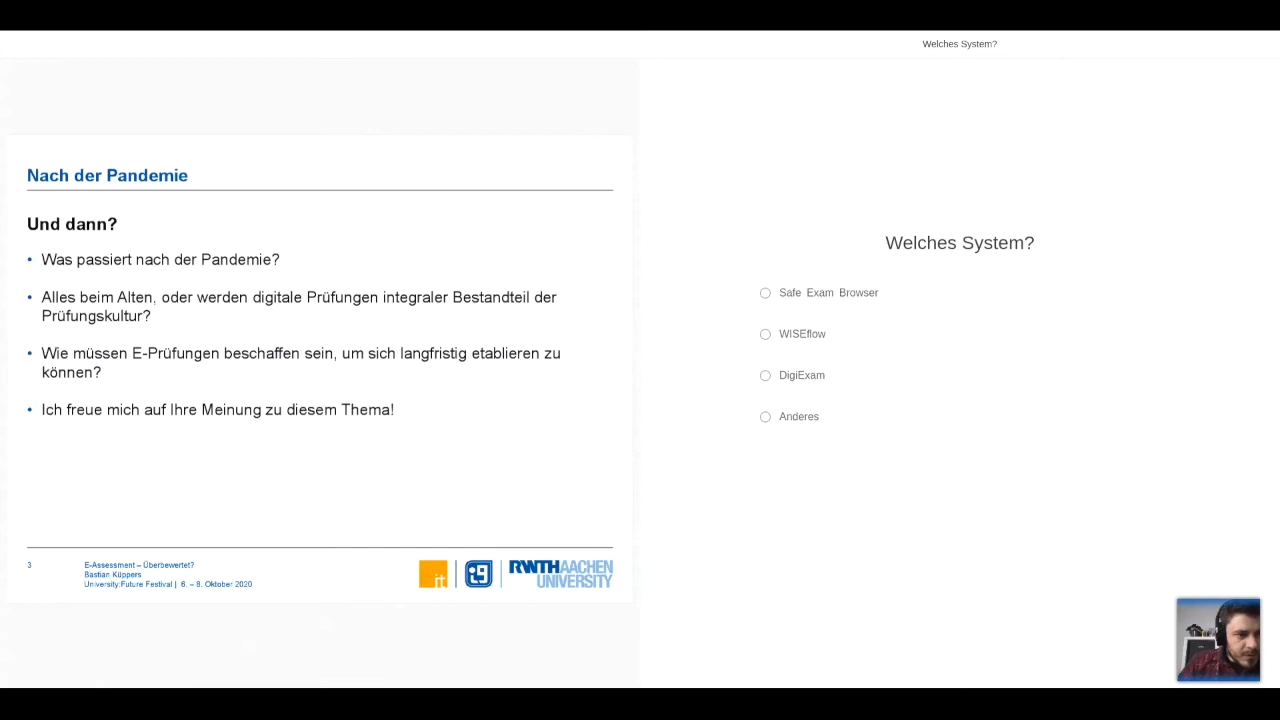 Welches System?
Nach der Pandemie
Und dann?
• Was passiert nach der Pandemie?
• Alles beim Alten, oder werden digitale Prüfungen integraler Bestandteil der
Prüfungskultur?
• Wie müssen E-Prüfungen beschaffen sein, um sich langfristig etablieren zu
können?
• Ich freue mich auf Ihre Meinung zu diesem Thema!
3
E-Assessment – Überbewertet?
Bastian Küppers
University:Future Festival | 6. – 8. Oktober 2020
it
RWTHAACHEN
UNIVERSITY
Welches System?
Safe Exam Browser
WISEflow
DigiExam
Anderes